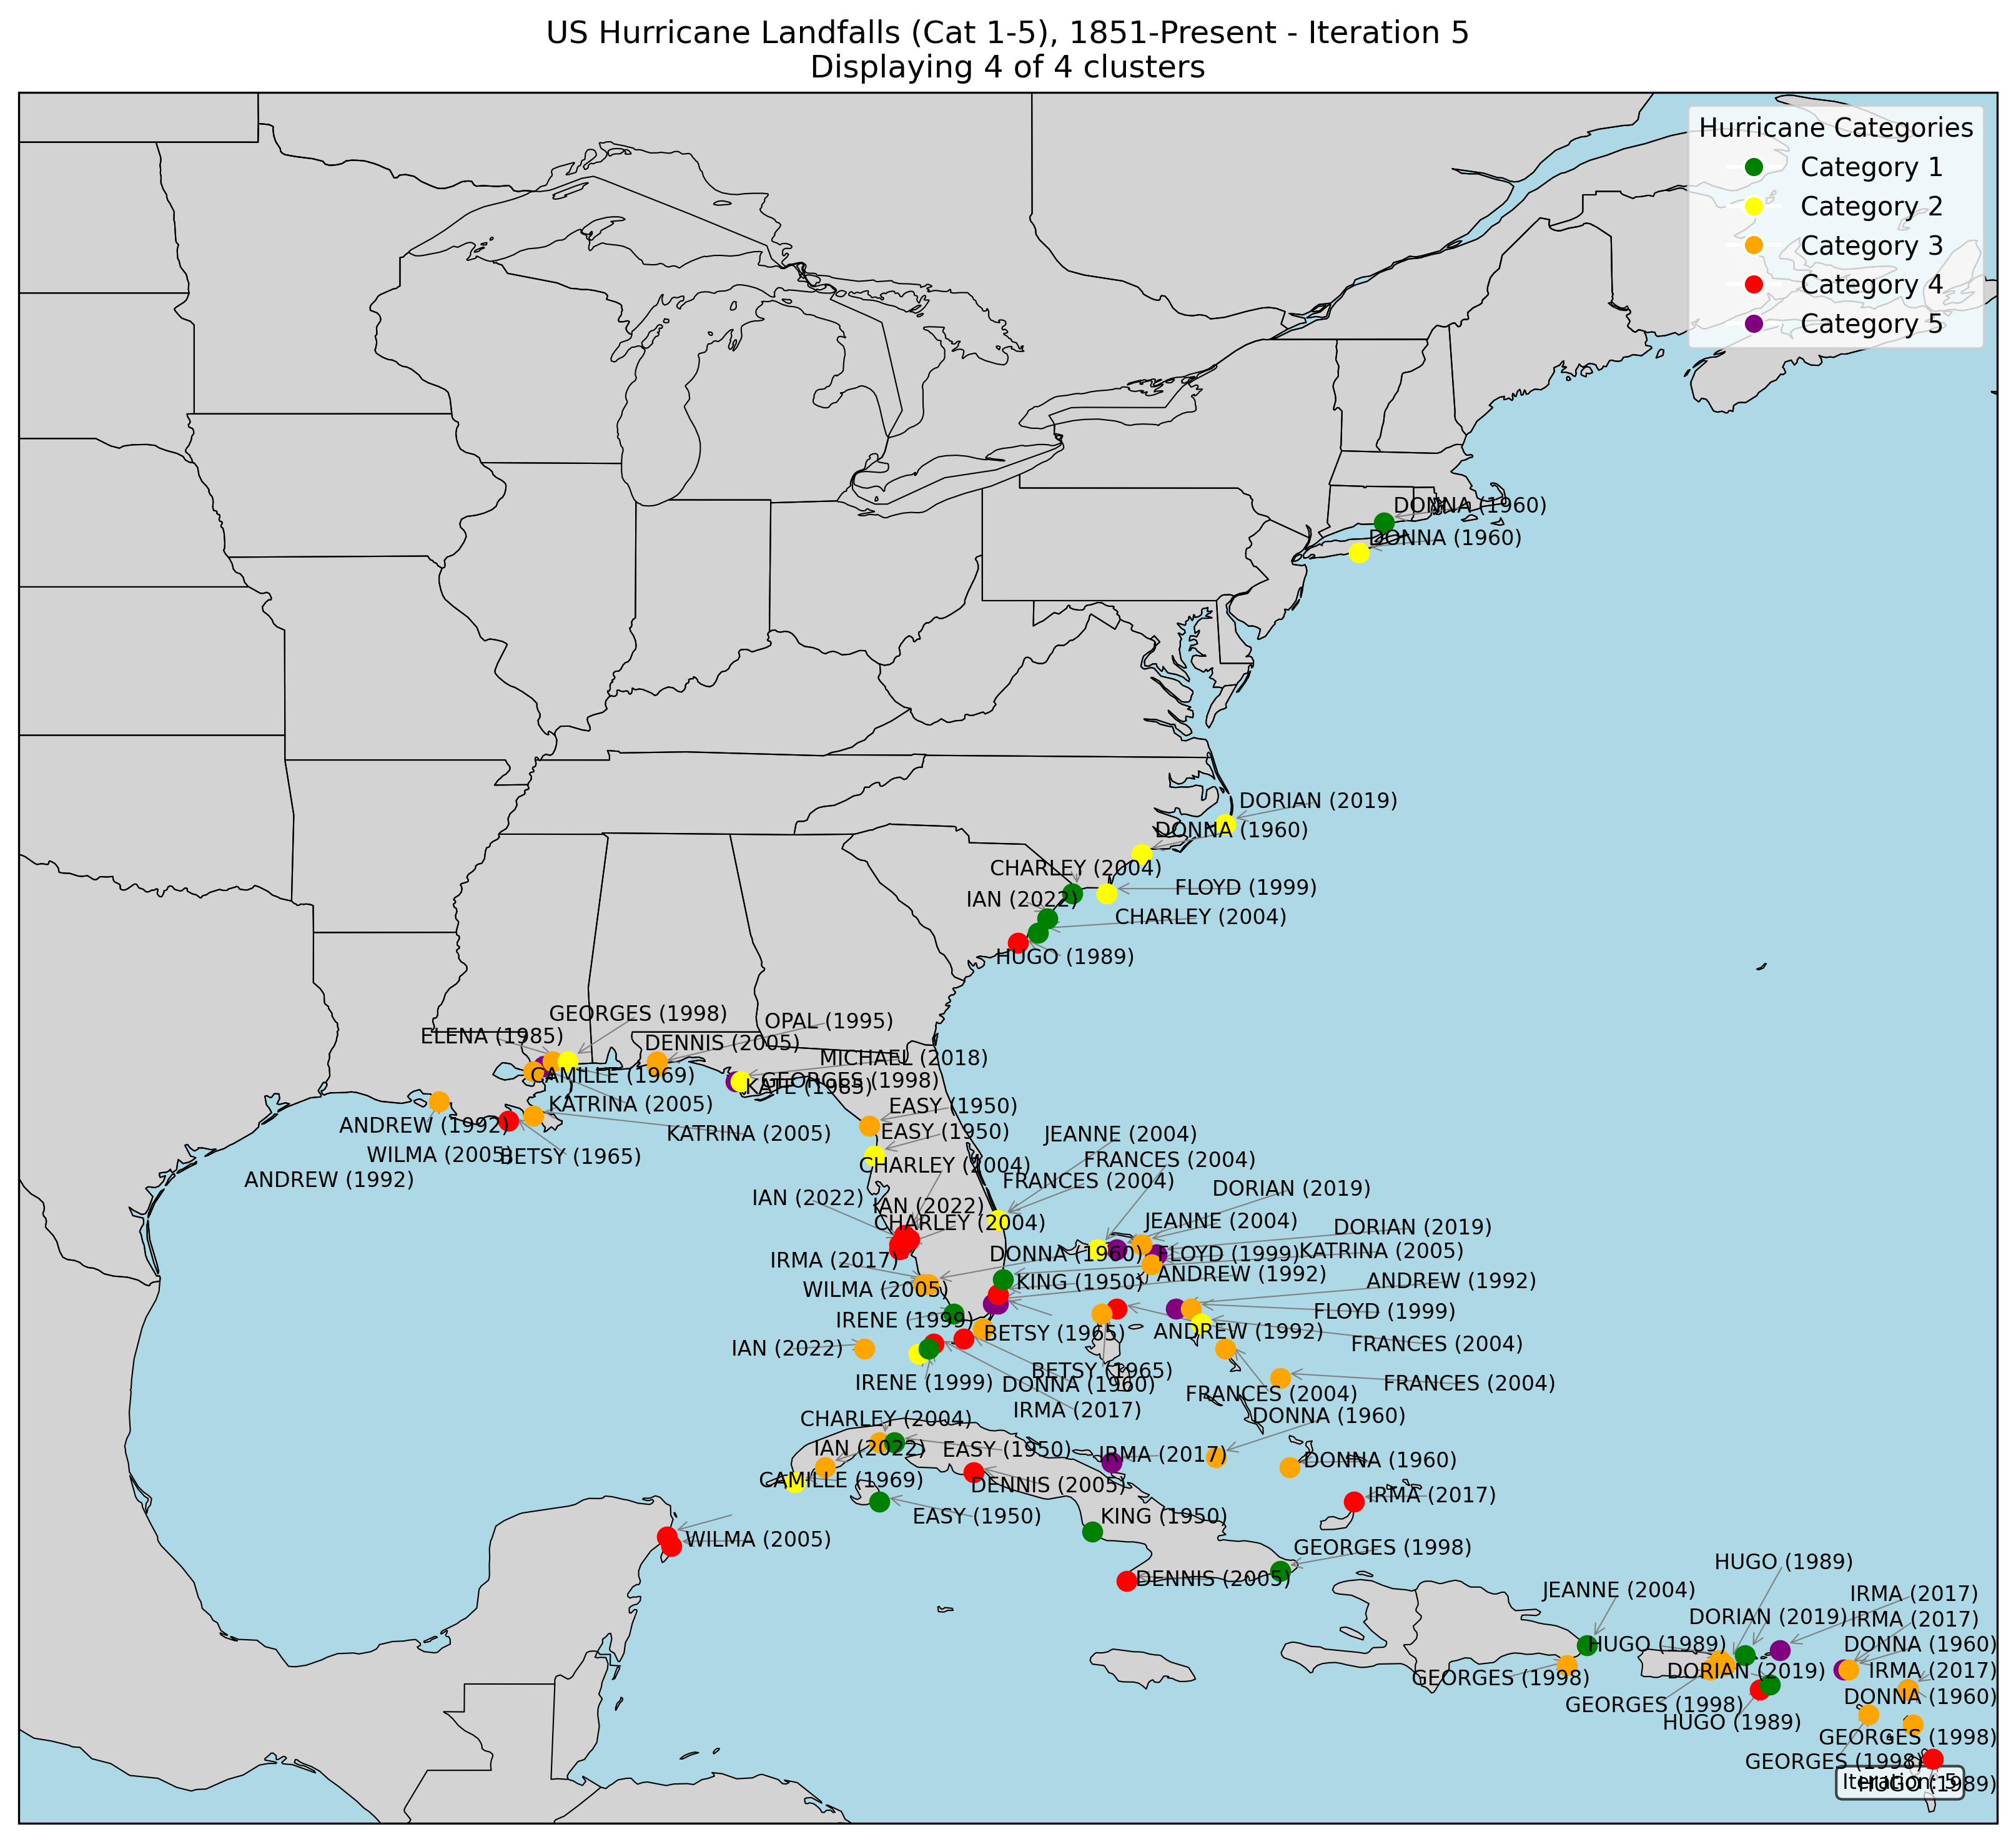 US Hurricane Landfalls (Cat 1-5), 1851-Present - Iteration 5
Displaying 4 of 4 clusters
Hurricane Categories
Category 1
Category 2
Category 3
Category 4
Category 5
DONNA (1960)
DONNA (1960)
DORIAN (2019)
DONNA (1960)
CHARLEY (2004)
FLOYD (1999)
IAN (2022)
CHARLEY (2004)
HUGO (1989)
GEORGES (1998)
OPAL (1995)
ELENA (1985)
DENNIS (2005)
MICHAEL (2018)
CAMILLE (1969)
GEORGES (1998)
KATE (1985)
KATRINA (2005)
EASY (1950)
ANDREW (1992)
KATRINA (2005)
EASY (1950)
JEANNE (2004)
WILMA (2005)
BETSY (1965)
FRANCES (2004)
CHARLEY (2004)
ANDREW (1992)
FRANCES (2004)
DORIAN (2019)
IAN (2022)
IAN (2022)
CHARLEY (2004)
JEANNE (2004)
DORIAN (2019)
IRMA (2017)
DONNA (1960)
FLOYD (1999)
KATRINA (2005)
WILMA (2005)
KING (1950)
ANDREW (1992)
ANDREW (1992)
IRENE (1999)
FLOYD (1999)
BETSY (1965)
ANDREW (1992)
FRANCES (2004)
IAN (2022)
BETSY (1965)
IRENE (1999)
DONNA (1960)
FRANCES (2004)
FRANCES (2004)
IRMA (2017)
CHARLEY (2004)
DONNA (1960)
IAN (2022)
EASY (1950)
IRMA (2017)
DONNA (1960)
CAMILLE (1969)
DENNIS (2005)
IRMA (2017)
EASY (1950)
KING (1950)
WILMA (2005)
GEORGES (1998)
DENNIS (2005)
HUGO (1989)
JEANNE (2004)
IRMA (2017)
DORIAN (2019)
IRMA (2017)
HUGO (1989)
DONNA (1960)
GEORGES (1998)
DORIAN (2019)
IRMA (2017)
GEORGES (1998)
DONNA (1960)
HUGO (1989)
GEORGES (1998)
GEORGES (1998)
Iteration: 5
HUGO (1989)